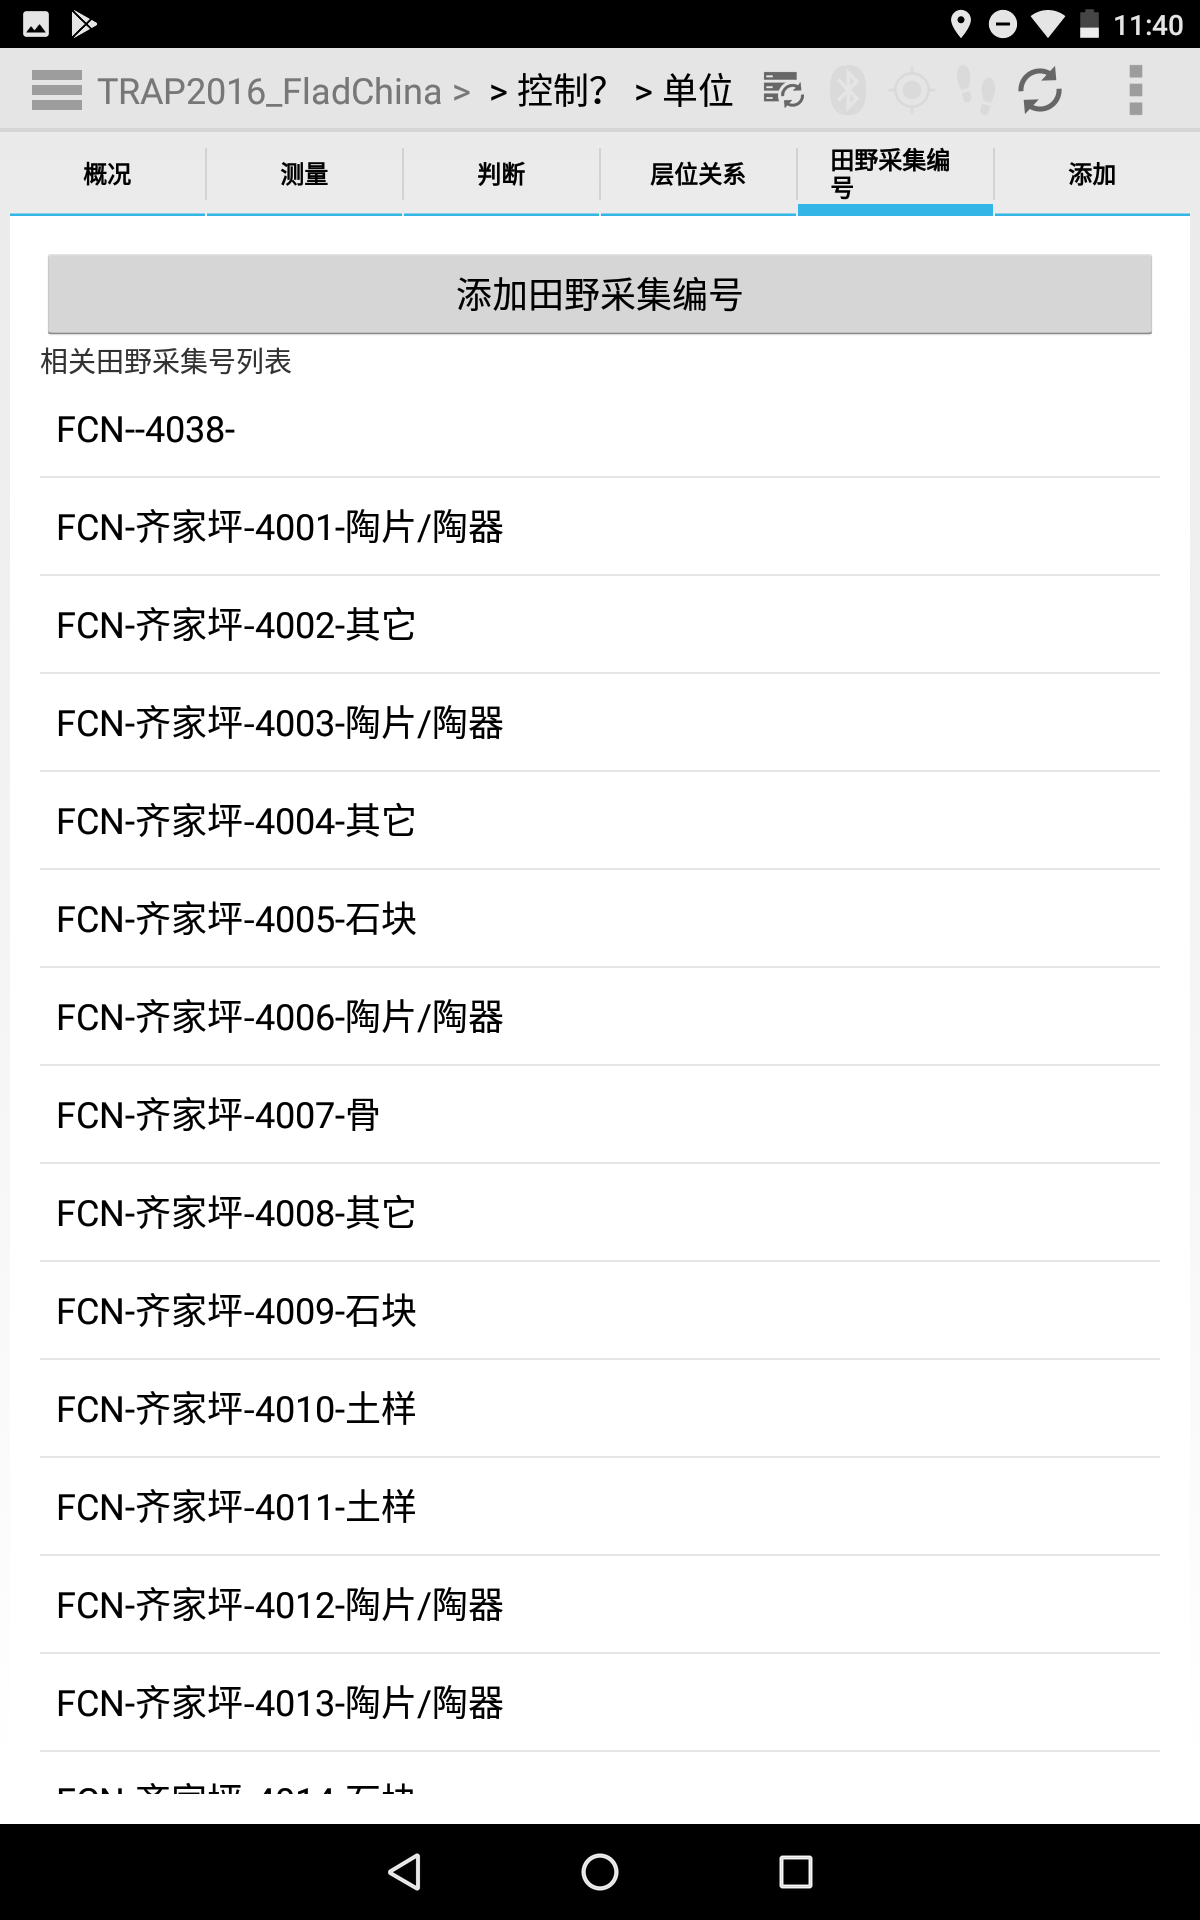 11:40
TRAP2016_FladChina > > 控制？ > 单位
概况
测量
判断
层位关系
田野采集编
号
添加
添加田野采集编号
相关田野采集号列表
FCN--4038-
FCN-齐家坪-4001-陶片/陶器
FCN-齐家坪-4002-其它
FCN-齐家坪-4003-陶片/陶器
FCN-齐家坪-4004-其它
FCN-齐家坪-4005-石块
FCN-齐家坪-4006-陶片/陶器
FCN-齐家坪-4007-骨
FCN-齐家坪-4008-其它
FCN-齐家坪-4009-石块
FCN-齐家坪-4010-土样
FCN-齐家坪-4011-土样
FCN-齐家坪-4012-陶片/陶器
FCN-齐家坪-4013-陶片/陶器
FCN-齐家坪-4014-石块